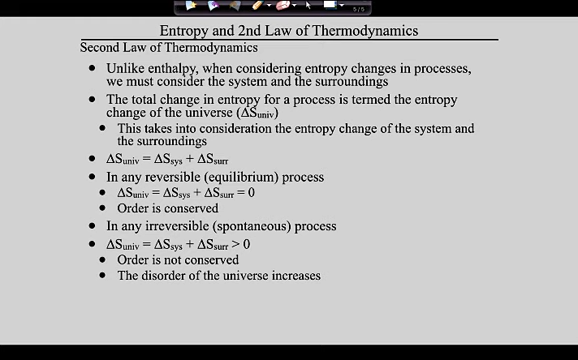 5/5
Entropy and 2nd Law of Thermodynamics
Second Law of Thermodynamics
• Unlike enthalpy, when considering entropy changes in processes,
we must consider the system and the surroundings
• The total change in entropy for a process is termed the entropy
change of the universe (ΔSuniv)
• This takes into consideration the entropy change of the system and
the surroundings
• ΔSuniv = ΔSsys + ΔSsurr
• In any reversible (equilibrium) process
• ΔSuniv = ΔSsys + ΔSsurr = 0
• Order is conserved
• In any irreversible (spontaneous) process
• ΔSuniv = ΔSsys + ΔSsurr > 0
• Order is not conserved
• The disorder of the universe increases